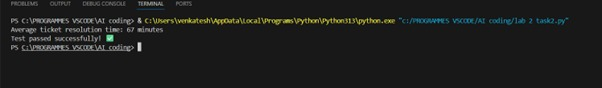 PROBLEMS OUTPUT DEBUG CONSOLE TERMINAL PORTS
PS C:\PROGRAMMES VSCODE\AI coding> & C:\Users\venkatesh\AppData\Local\Programs\Python\Python313\python.exe "c:/PROGRAMMES VSCODE/AI coding/lab 2 task2.py"
Average ticket resolution time: 67 minutes
Test passed successfully! ✅
PS C:\PROGRAMMES VSCODE\AI coding>